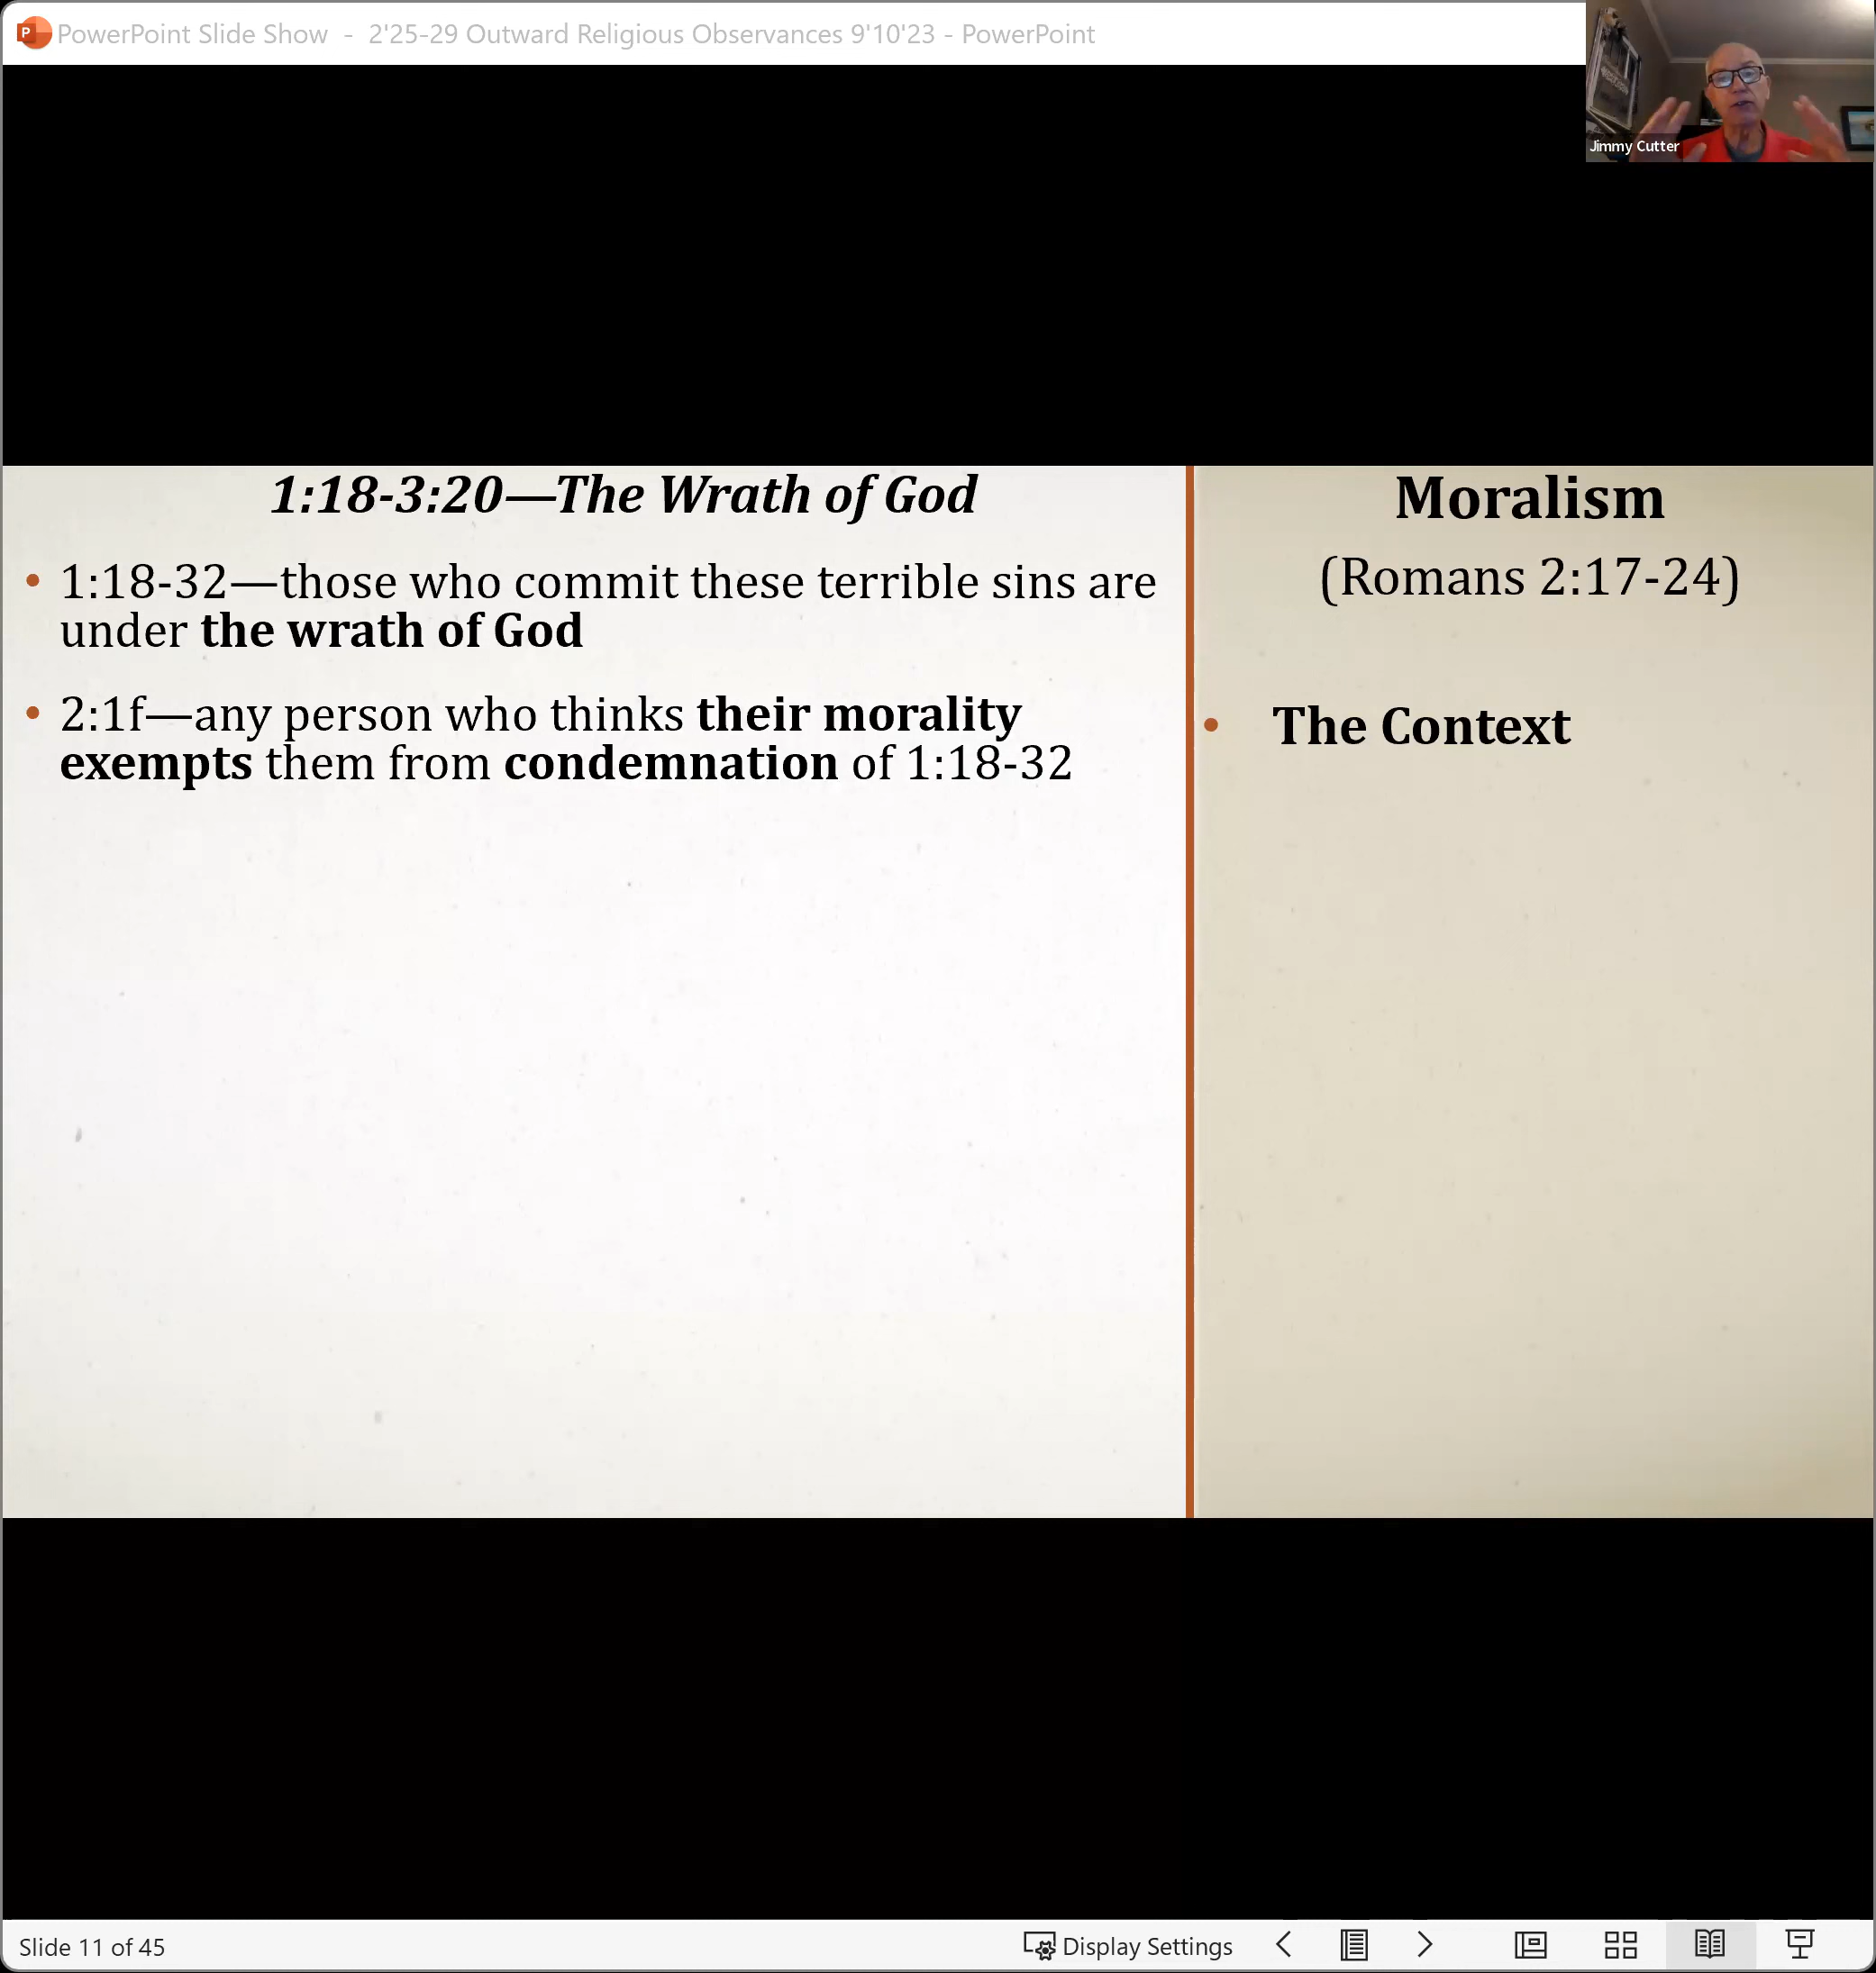 PowerPoint Slide Show - 2'25-29 Outward Religious Observances 9'10'23 - PowerPoint
Jimmy Cutter
1:18-3:20—The Wrath of God
• 1:18-32—those who commit these terrible sins are
under the wrath of God
• 2:1f—any person who thinks their morality
exempts them from condemnation of 1:18-32
Moralism
(Romans 2:17-24)
• The Context
Slide 11 of 45
Display Settings